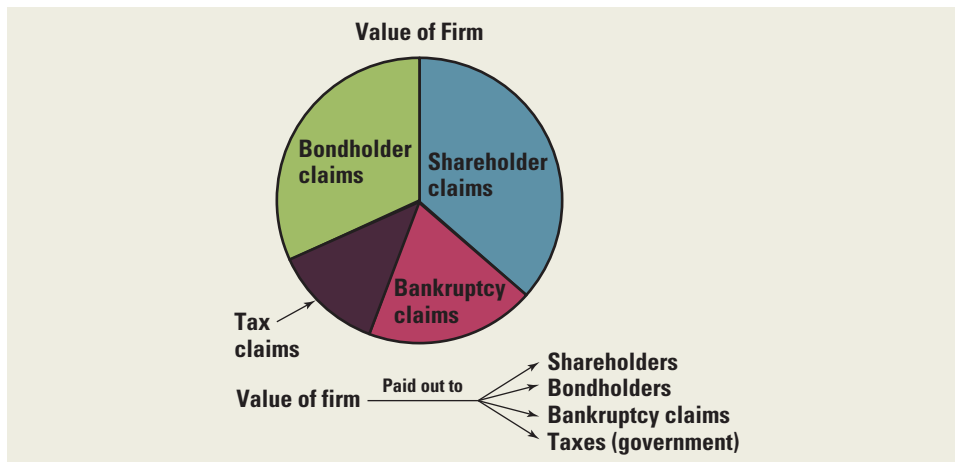 Value of Firm
Bondholder
claims
Shareholder
claims
Bankruptcy
claims
Tax
claims
Value of firm
Paid out to
Shareholders
Bondholders
Bankruptcy claims
Taxes (government)